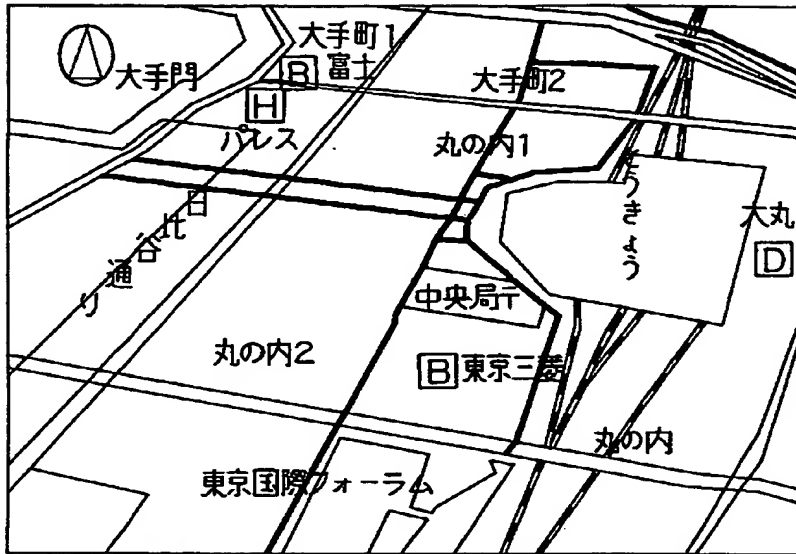 大手町1
大手門
B 富士
大手町2
H
パレス
丸の内1
とうきょう
日比谷通り
大丸
D
中央局〒
丸の内2
B 東京三菱
丸の内
東京国際フォーラム